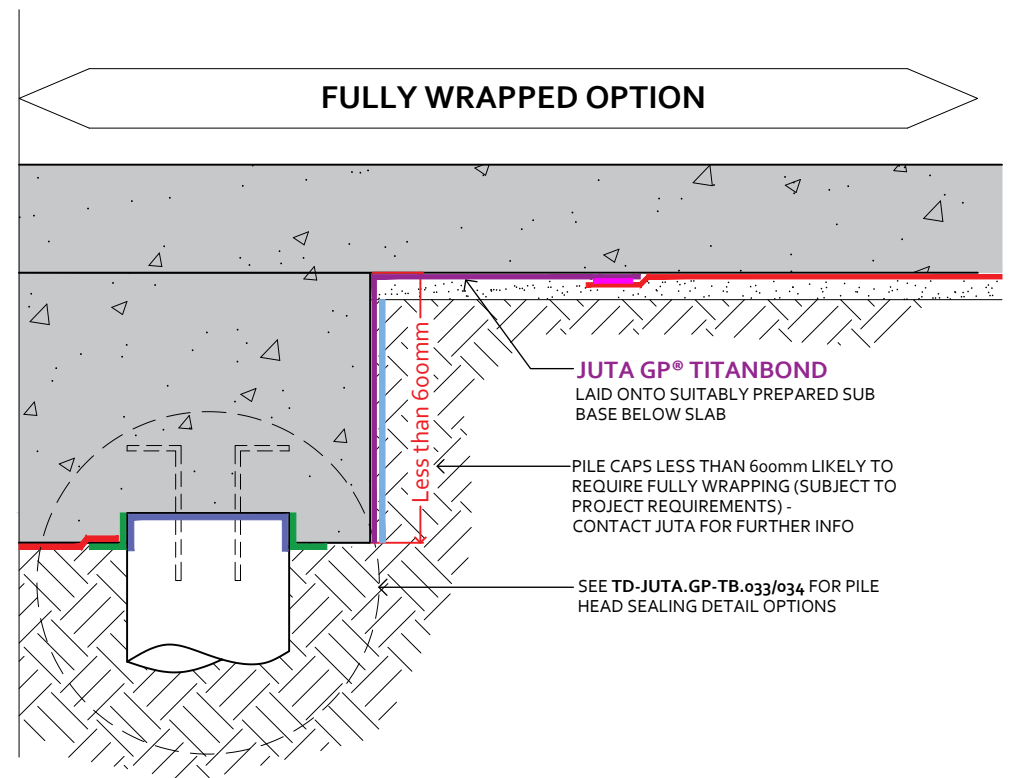 FULLY WRAPPED OPTION
Less than 600mm
JUTA GP® TITANBOND
LAID ONTO SUITABLY PREPARED SUB
BASE BELOW SLAB
PILE CAPS LESS THAN 600mm LIKELY TO
REQUIRE FULLY WRAPPING (SUBJECT TO
PROJECT REQUIREMENTS) -
CONTACT JUTA FOR FURTHER INFO
SEE TD-JUTA.GP-TB.033/034 FOR PILE
HEAD SEALING DETAIL OPTIONS